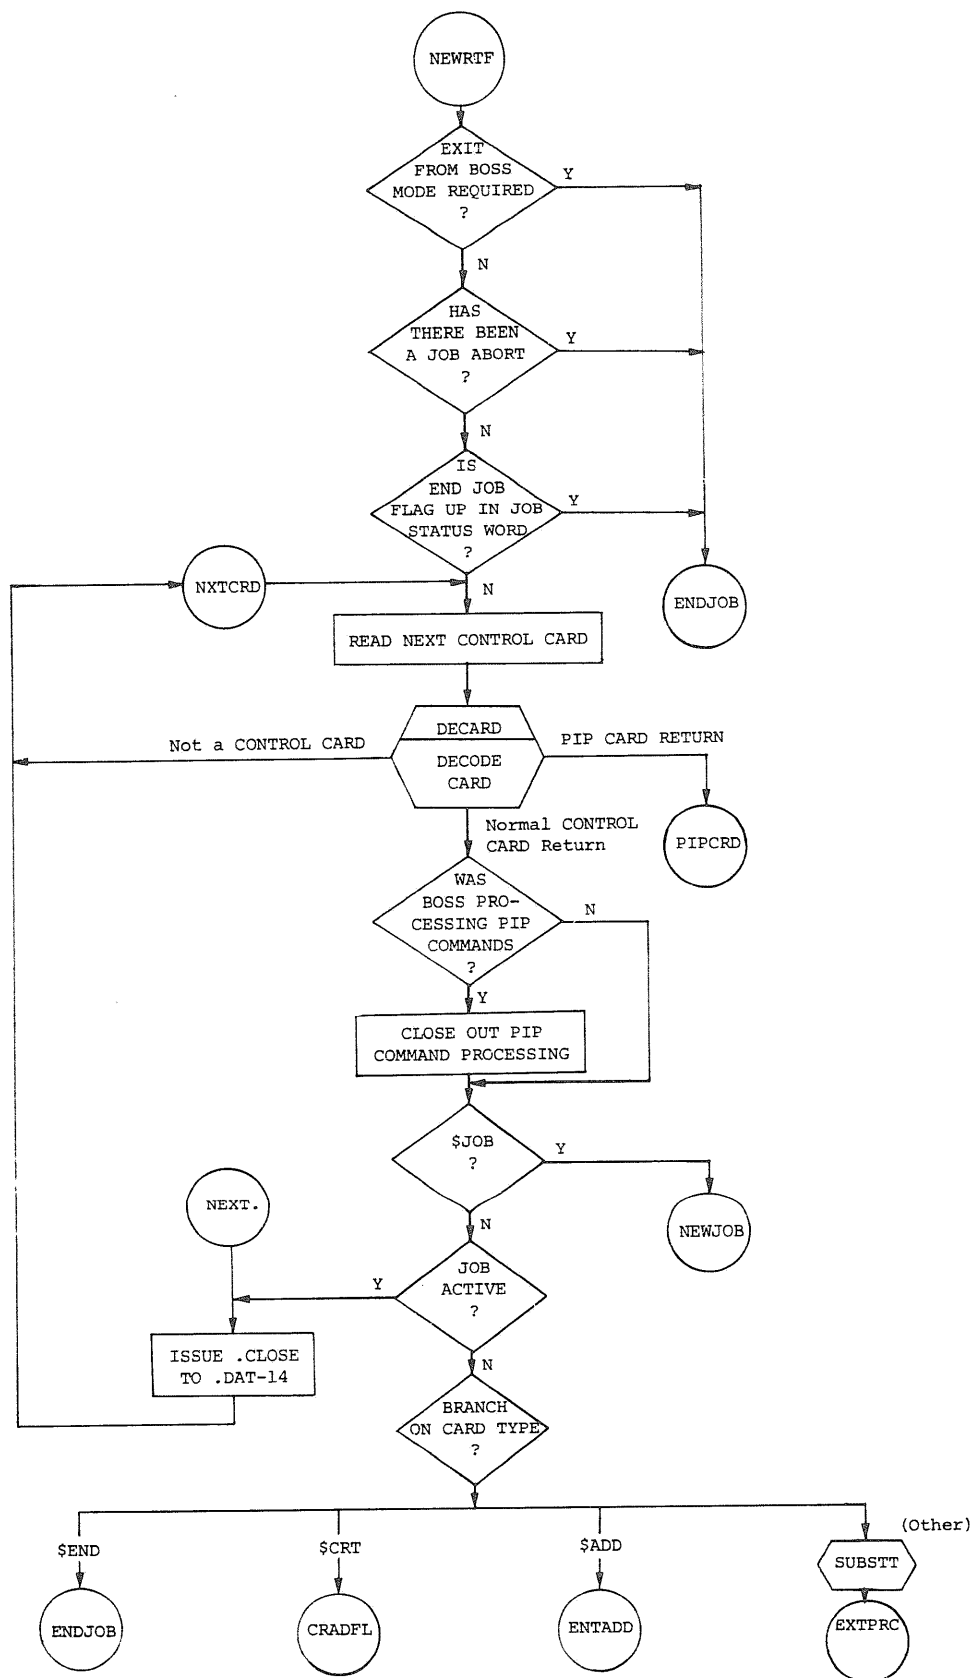 NEWRTF
EXIT
FROM BOSS
MODE REQUIRED
?
Y
N
HAS
THERE BEEN
A JOB ABORT
?
Y
N
IS
END JOB
FLAG UP IN JOB
STATUS WORD
?
Y
N
NXTCRD
ENDJOB
READ NEXT CONTROL CARD
DECARD
DECODE
CARD
Not a CONTROL CARD
PIP CARD RETURN
PIPCRD
Normal CONTROL
CARD Return
WAS
BOSS PRO-
CESSING PIP
COMMANDS
?
N
Y
CLOSE OUT PIP
COMMAND PROCESSING
$JOB
?
Y
N
NEWJOB
NEXT.
JOB
ACTIVE
?
Y
N
ISSUE .CLOSE
TO .DAT-14
BRANCH
ON CARD TYPE
?
$END
$CRT
$ADD
(Other)
SUBSTT
ENDJOB
CRADFL
ENTADD
EXTPRC